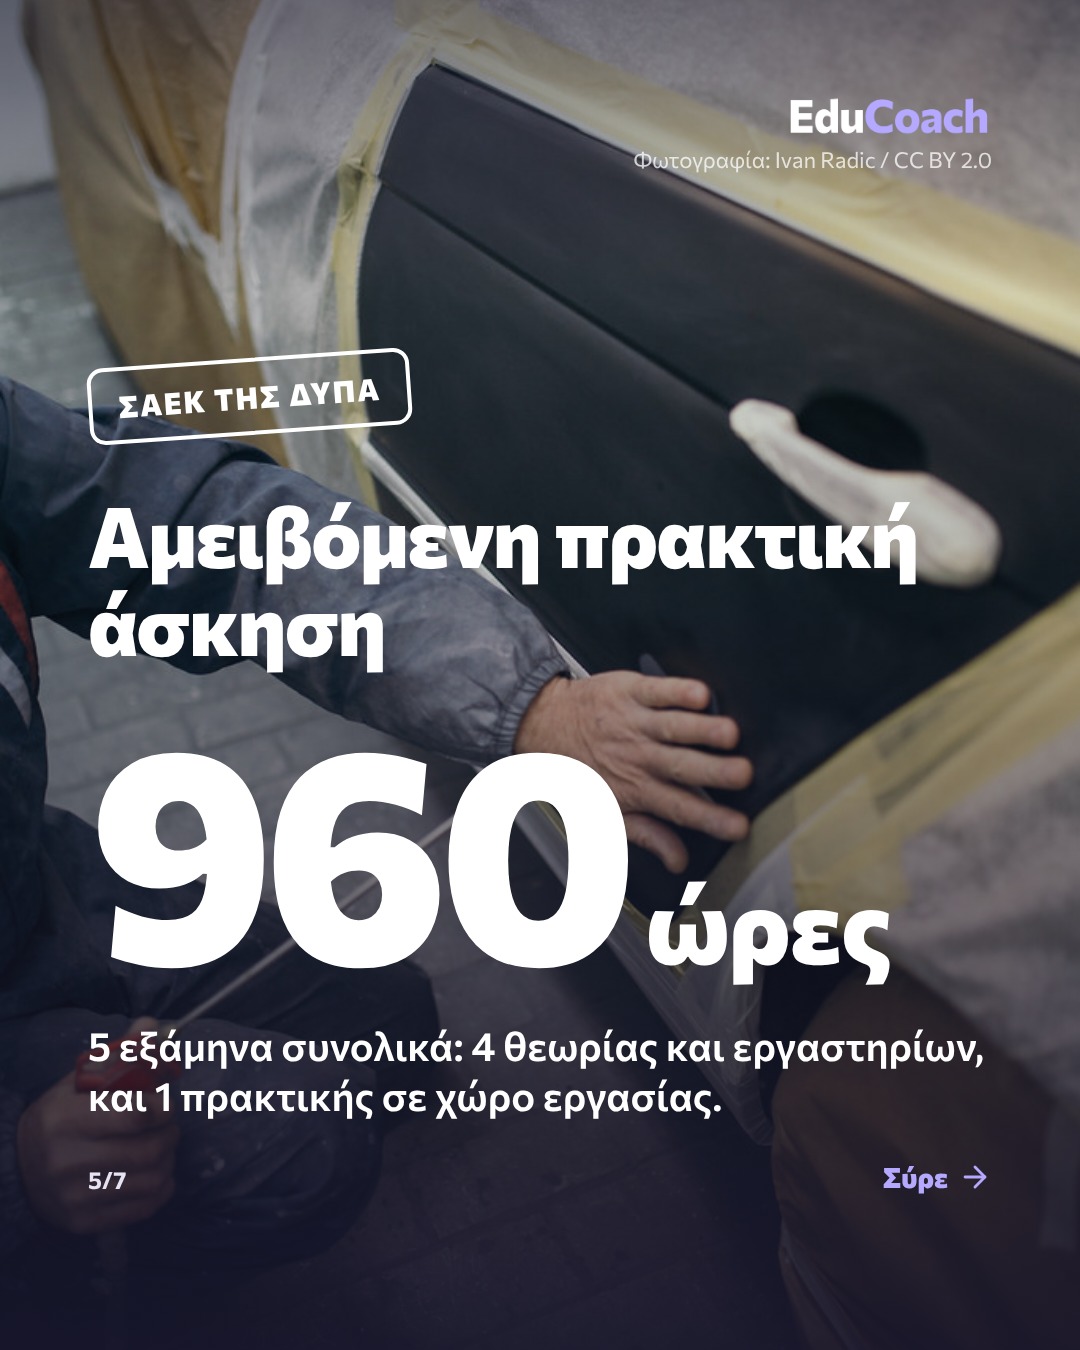 EduCoach
Φωτογραφία: Ivan Radic / CC BY 2.0
ΣΑΕΚ ΤΗΣ ΔΥΠΑ
Αμειβόμενη πρακτική
άσκηση
960 ώρες
5 εξάμηνα συνολικά: 4 θεωρίας και εργαστηρίων,
και 1 πρακτικής σε χώρο εργασίας.
5/7
Σύρε →